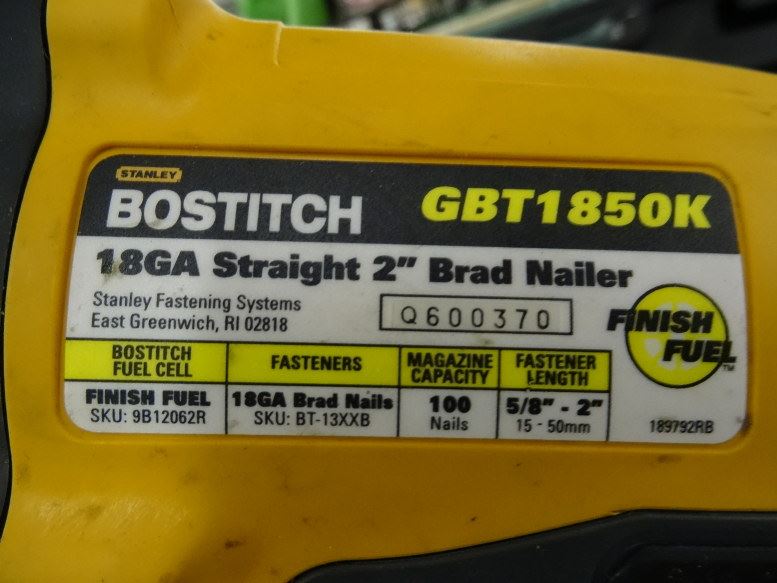 STANLEY
BOSTITCH
GBT1850K
18GA Straight 2" Brad Nailer
Stanley Fastening Systems
East Greenwich, RI 02818
Q600370
FINISH
FUEL™
BOSTITCH
FUEL CELL
FASTENERS
MAGAZINE
CAPACITY
FASTENER
LENGTH
FINISH FUEL
SKU: 9B12062R
18GA Brad Nails
SKU: BT-13XXB
100
Nails
5/8" - 2"
15 - 50mm
189792RB